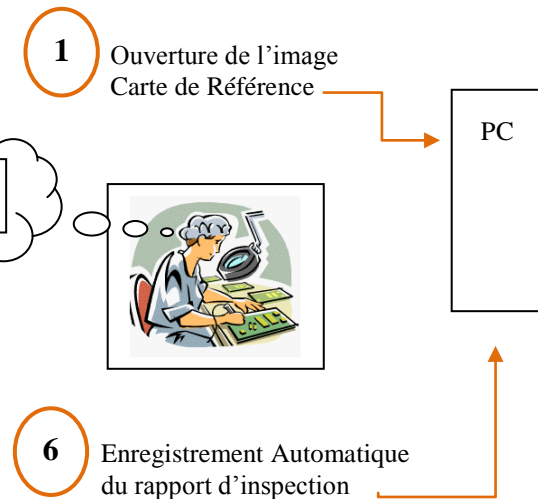 1
Ouverture de l’image
Carte de Référence
PC
6
Enregistrement Automatique
du rapport d’inspection